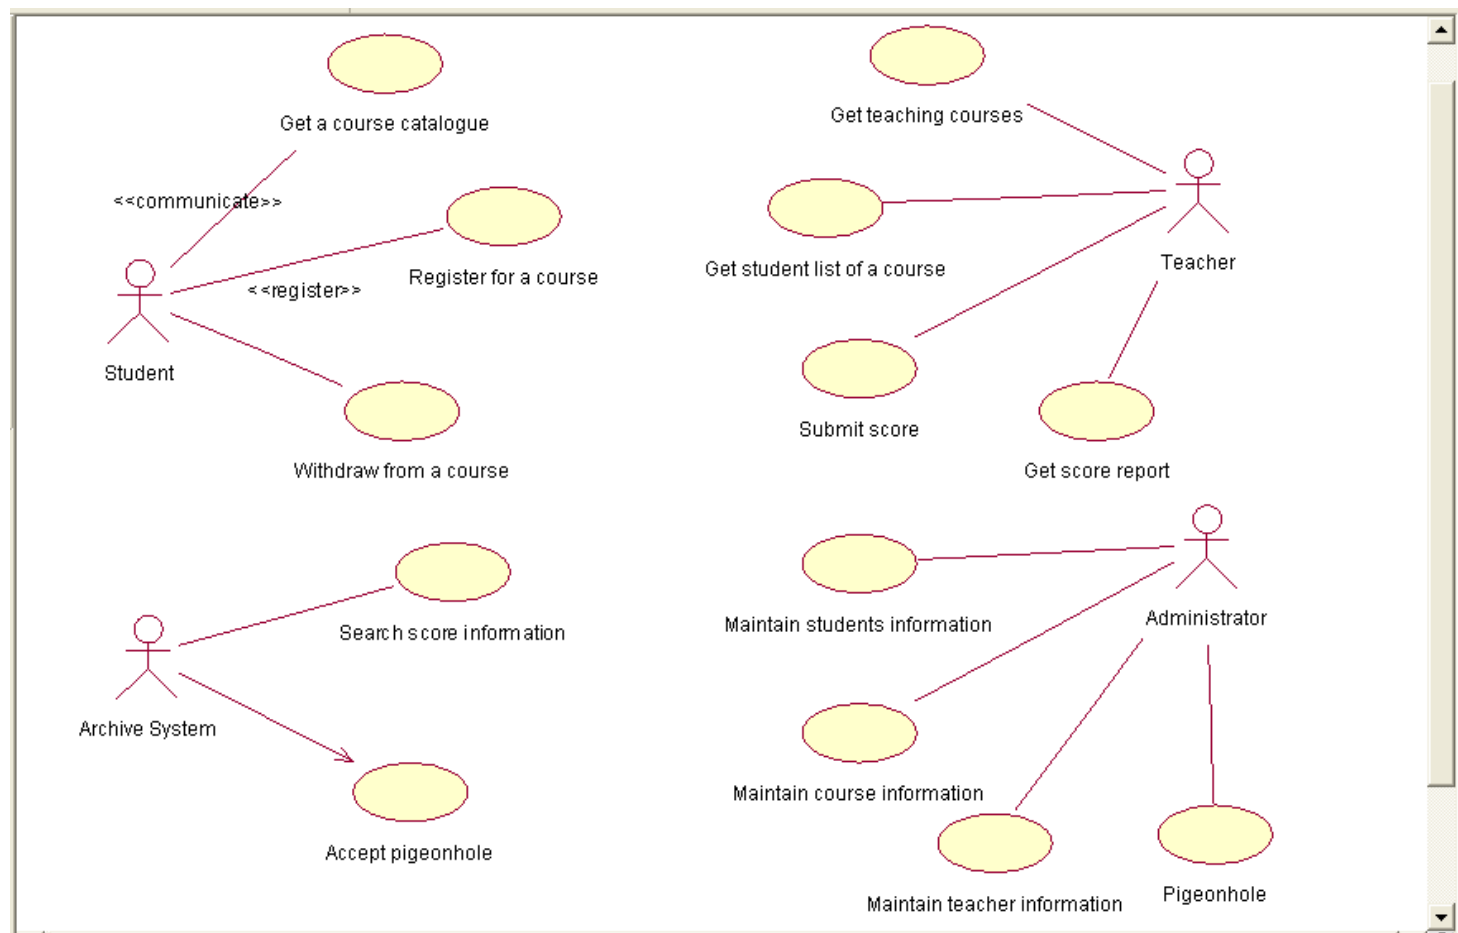 Get a course catalogue
Get teaching courses
<<communicate>>
Register for a course
<<register>>
Student
Withdraw from a course
Get student list of a course
Teacher
Submit score
Get score report
Search score information
Archive System
Accept pigeonhole
Maintain students information
Administrator
Maintain course information
Maintain teacher information
Pigeonhole